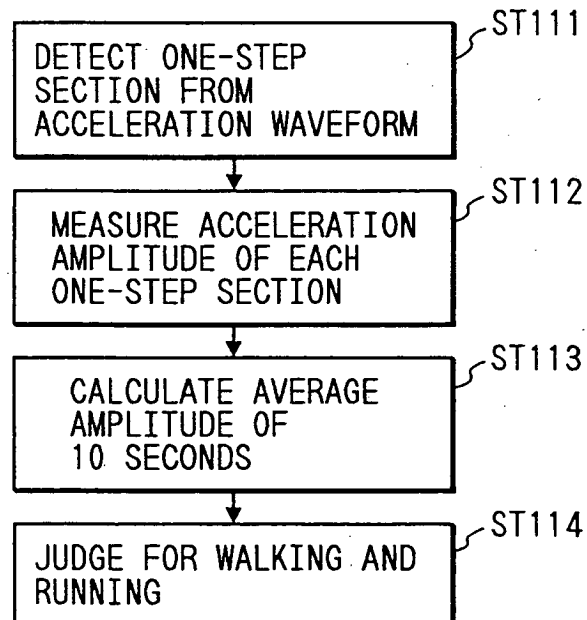 ST111
DETECT ONE-STEP
SECTION FROM
ACCELERATION WAVEFORM
ST112
MEASURE ACCELERATION
AMPLITUDE OF EACH
ONE-STEP SECTION
ST113
CALCULATE AVERAGE
AMPLITUDE OF
10 SECONDS
ST114
JUDGE FOR WALKING AND
RUNNING